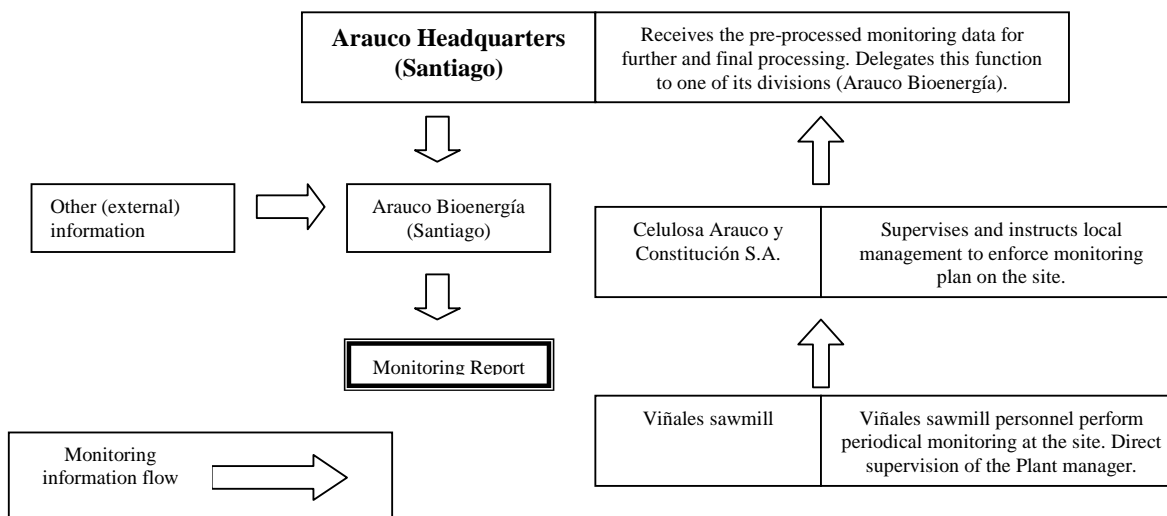 Arauco Headquarters
(Santiago)
Receives the pre-processed monitoring data for
further and final processing. Delegates this function
to one of its divisions (Arauco Bioenergía).
Other (external)
information
Arauco Bioenergía
(Santiago)
Celulosa Arauco y
Constitución S.A.
Supervises and instructs local
management to enforce monitoring
plan on the site.
Monitoring Report
Viñales sawmill
Viñales sawmill personnel perform
periodical monitoring at the site. Direct
supervision of the Plant manager.
Monitoring
information flow